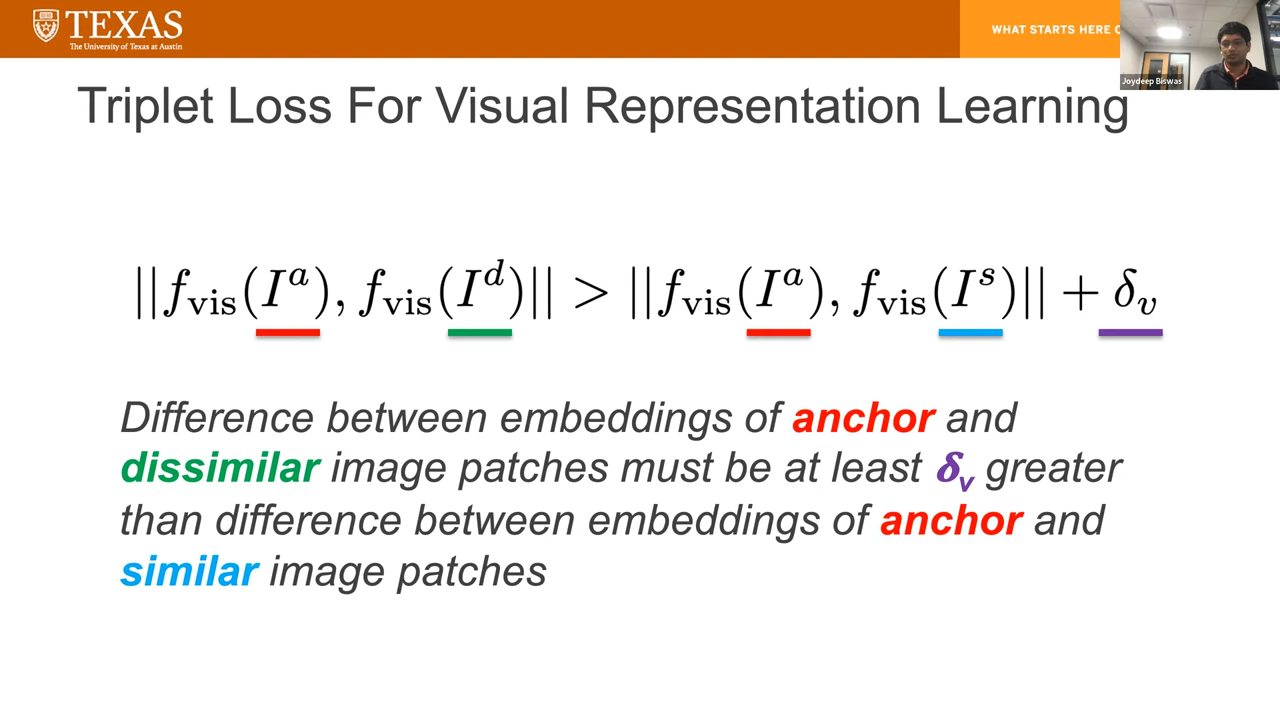 TEXAS
The University of Texas at Austin
WHAT STARTS HERE C
Joydeep Biswas
Triplet Loss For Visual Representation Learning
||f_vis(I^a), f_vis(I^d)|| > ||f_vis(I^a), f_vis(I^s)|| + δ_v
Difference between embeddings of anchor and
dissimilar image patches must be at least δ_v greater
than difference between embeddings of anchor and
similar image patches